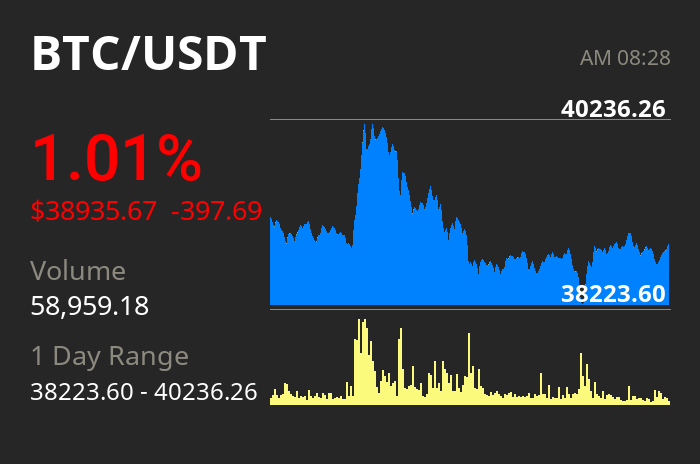 BTC/USDT
AM 08:28
40236.26
1.01%
$38935.67 -397.69
Volume
58,959.18
38223.60
1 Day Range
38223.60 - 40236.26